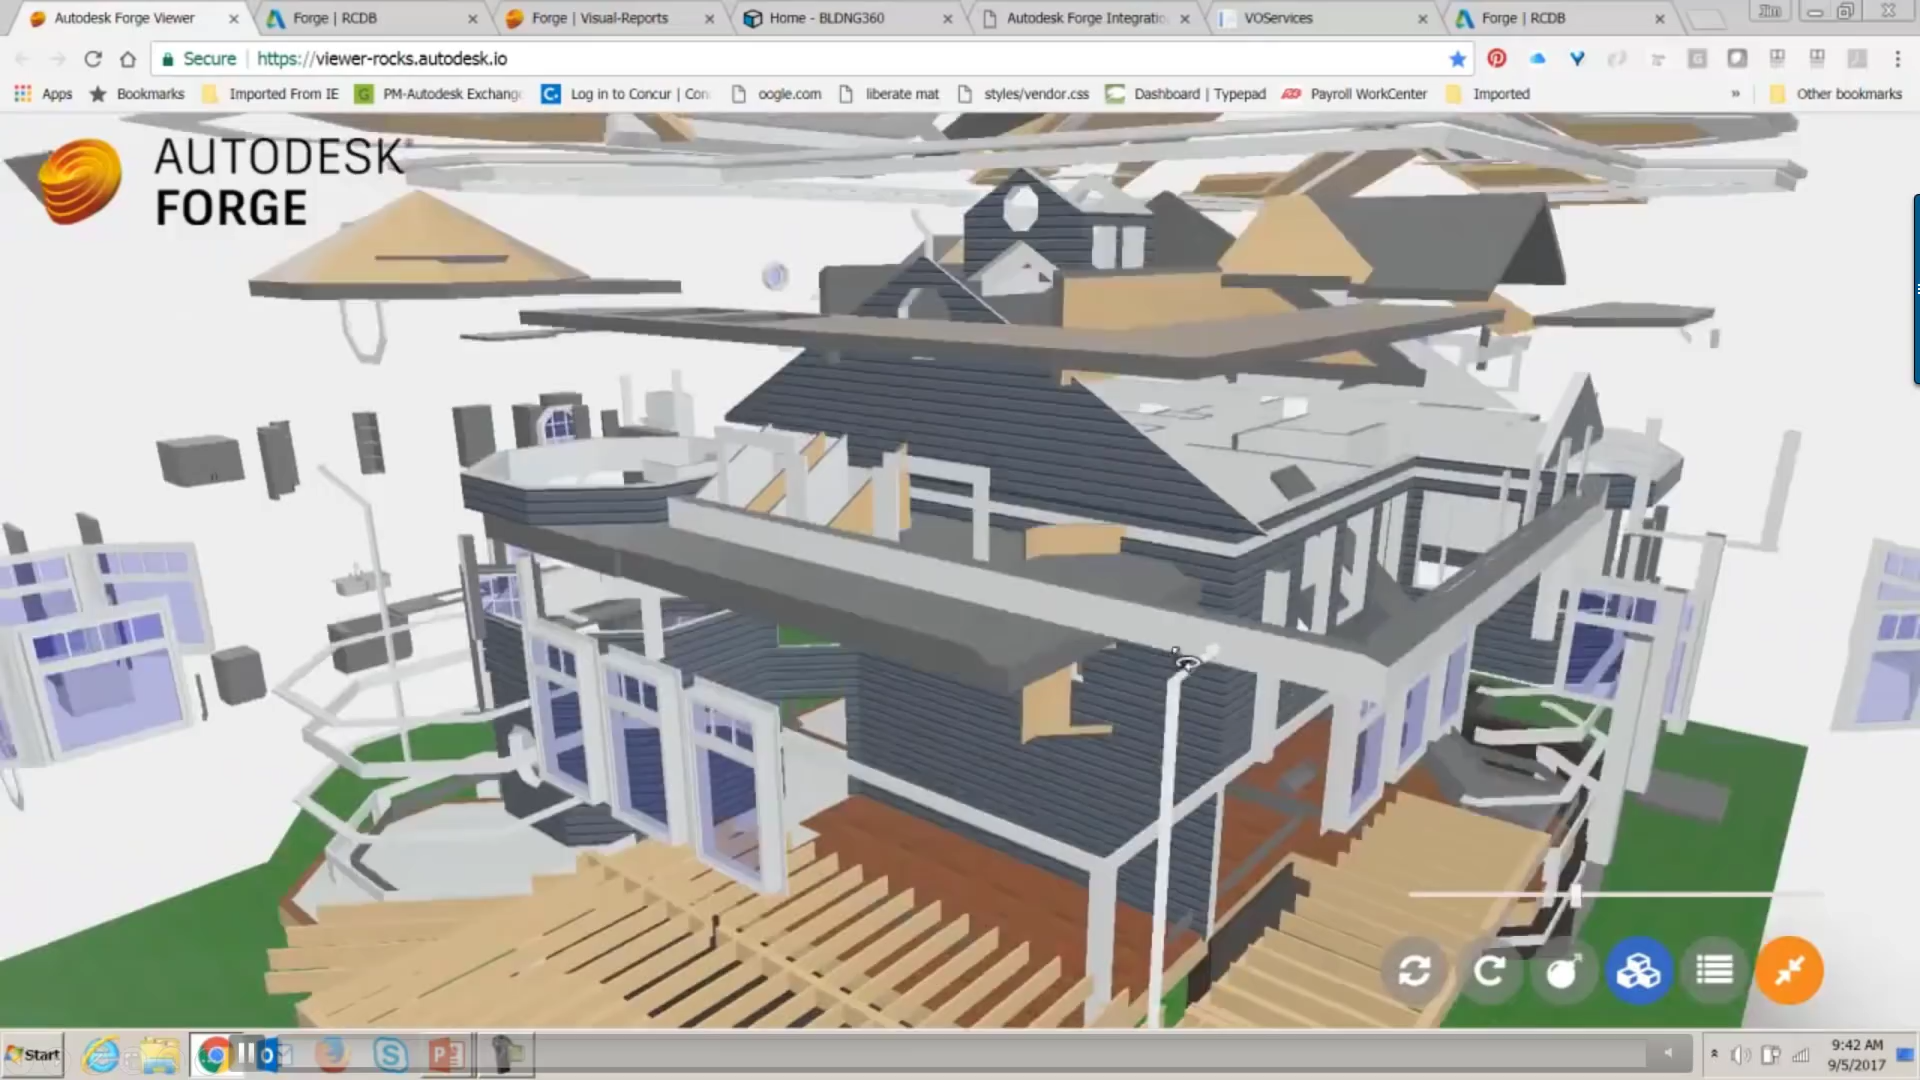 Autodesk Forge Viewer
Forge | RCDB
Forge | Visual-Reports
Home - BLDNG360
Autodesk Forge Integratio
VOServices
Forge | RCDB
Jim
Secure
https://viewer-rocks.autodesk.io
Apps
Bookmarks
Imported From IE
PM-Autodesk Exchang
Log in to Concur | Con
oogle.com
liberate mat
styles/vendor.css
Dashboard | Typepad
Payroll WorkCenter
Imported
»
Other bookmarks
AUTODESK
FORGE
Start
9:42 AM
9/5/2017